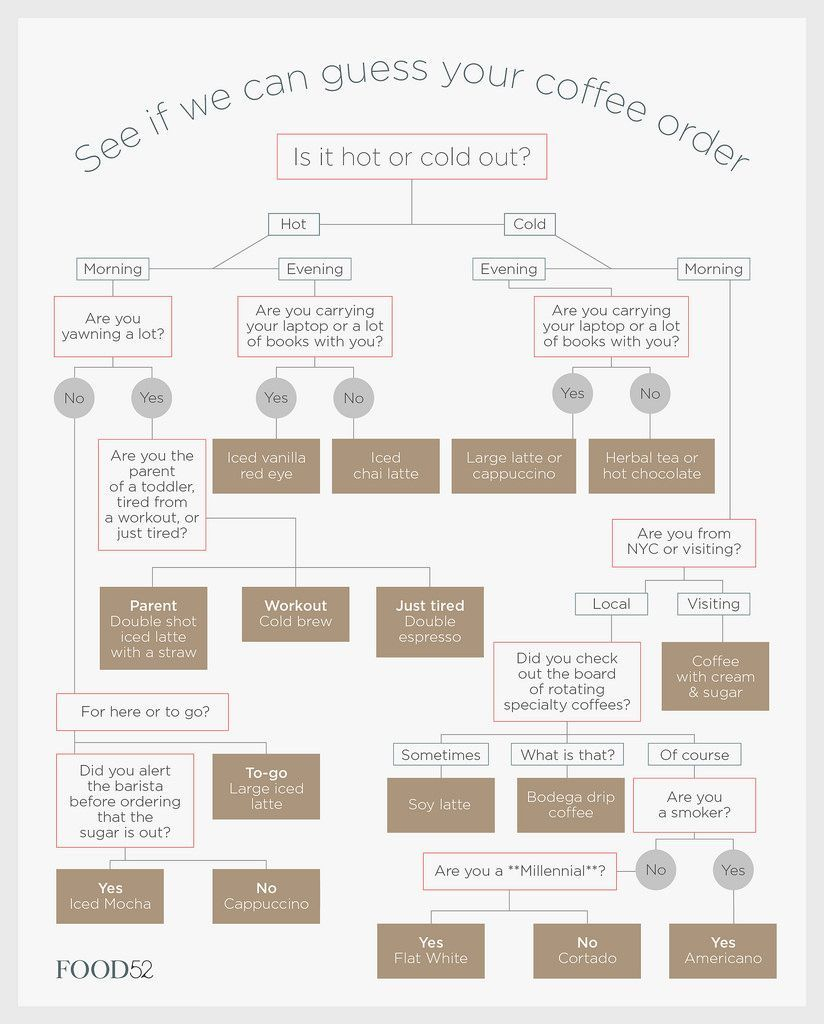 See if we can guess your coffee order
Is it hot or cold out?
Hot
Cold
Morning
Evening
Evening
Morning
Are you
yawning a lot?
Are you carrying
your laptop or a lot
of books with you?
Are you carrying
your laptop or a lot
of books with you?
No
Yes
Yes
No
Yes
No
Are you the
parent
of a toddler,
tired from
a workout, or
just tired?
Iced vanilla
red eye
Iced
chai latte
Large latte or
cappuccino
Herbal tea or
hot chocolate
Are you from
NYC or visiting?
Parent
Double shot
iced latte
with a straw
Workout
Cold brew
Just tired
Double
espresso
Local
Visiting
Did you check
out the board
of rotating
specialty coffees?
Coffee
with cream
& sugar
For here or to go?
Did you alert
the barista
before ordering
that the
sugar is out?
To-go
Large iced
latte
Sometimes
What is that?
Of course
Soy latte
Bodega drip
coffee
Are you
a smoker?
Are you a **Millennial**?
No
Yes
Yes
Iced Mocha
No
Cappuccino
Yes
Flat White
No
Cortado
Yes
Americano
FOOD52